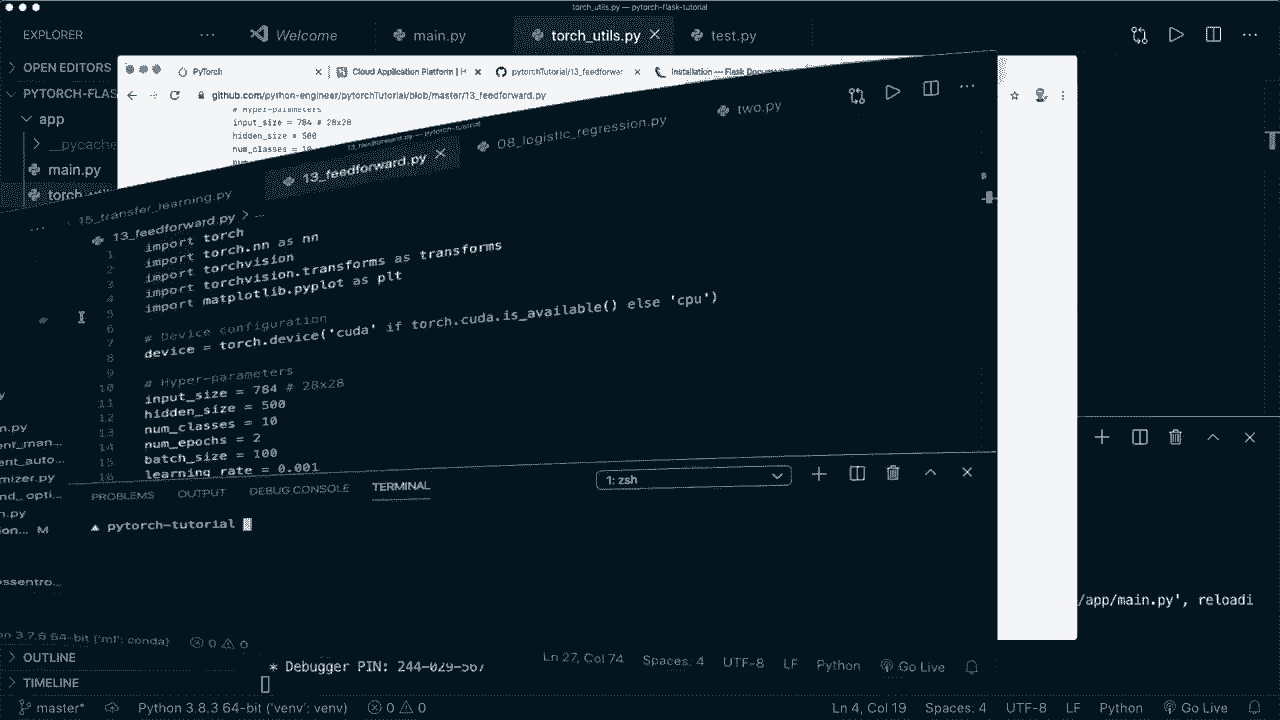 torch_utils.py — pytorch-flask-tutorial
EXPLORER
Welcome
main.py
torch_utils.py
test.py
OPEN EDITORS
PYTORCH-FLAS
app
__pycache
main.py
PyTorch
Cloud Application Platform | H
pytorchTutorial/13_feedforwar
Installation — Flask Docu
github.com/python-engineer/pytorchTutorial/blob/master/13_feedforward.py
# Hyper-parameters
input_size = 784 # 28x28
hidden_size = 500
num_classes = 10
13_feedforward.py — pytorch-tutorial
15_transfer_learning.py
13_feedforward.py
08_logistic_regression.py
two.py
13_feedforward.py > ...
1 import torch
2 import torch.nn as nn
3 import torchvision
4 import torchvision.transforms as transforms
5 import matplotlib.pyplot as plt
6
7 # Device configuration
8 device = torch.device('cuda' if torch.cuda.is_available() else 'cpu')
9
10 # Hyper-parameters
11 input_size = 784 # 28x28
12 hidden_size = 500
13 num_classes = 10
14 num_epochs = 2
15 batch_size = 100
16 learning_rate = 0.001
n.py
ent_man...
ent_auto...
mizer.py
nd_opti...
n.py
ion... M
ossentro...
PROBLEMS
OUTPUT
DEBUG CONSOLE
TERMINAL
1: zsh
pytorch-tutorial
/app/main.py', reloadi
on 3.7.6 64-bit ('ml': conda)
0 0
Ln 27, Col 74
Spaces: 4
UTF-8
LF
Python
Go Live
* Debugger PIN: 244-029-567
OUTLINE
TIMELINE
master*
Python 3.8.3 64-bit ('venv': venv)
0 0
Ln 4, Col 19
Spaces: 4
UTF-8
LF
Python
Go Live